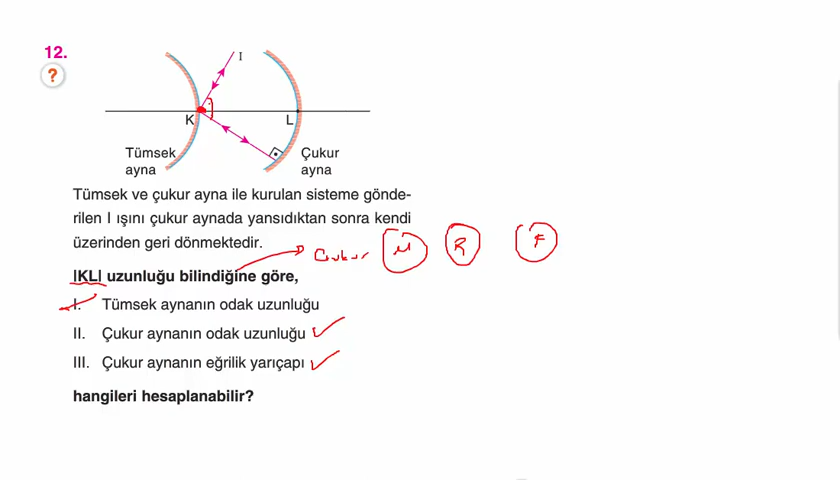 12.
?
I
K
L
Tümsek
ayna
Çukur
ayna
Tümsek ve çukur ayna ile kurulan sisteme gönde-
rilen I ışını çukur aynada yansıdıktan sonra kendi
üzerinden geri dönmektedir.
Çukur M R F
|KL| uzunluğu bilindiğine göre,
I. Tümsek aynanın odak uzunluğu
II. Çukur aynanın odak uzunluğu
III. Çukur aynanın eğrilik yarıçapı
hangileri hesaplanabilir?